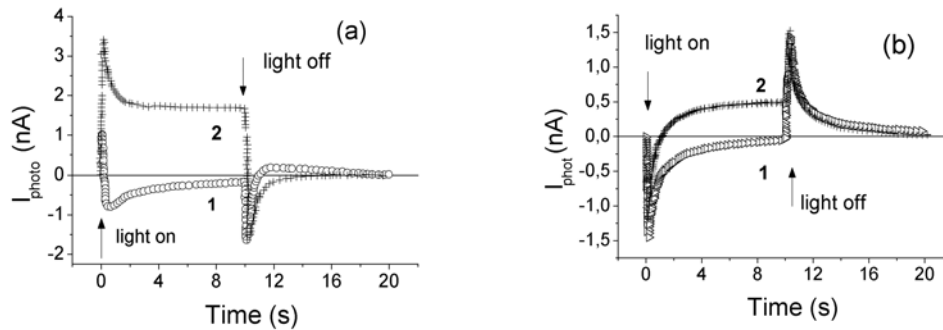 (a)
light off
4
3
2
1
0
-1
-2
I_photo (nA)
2
1
light on
0 4 8 12 16 20
Time (s)
(b)
light on
1,5
1,0
0,5
0,0
-0,5
-1,0
-1,5
I_phot (nA)
2
1
light off
0 4 8 12 16 20
Time (s)